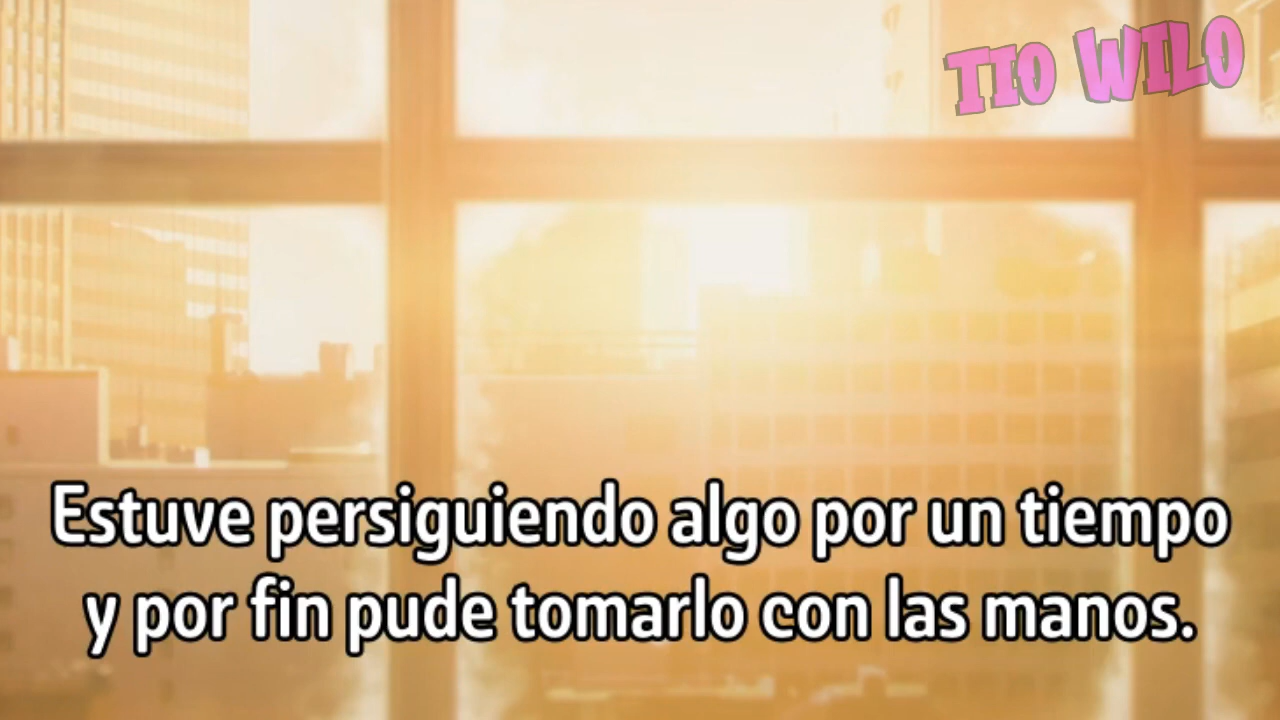 TIO WILO
Estuve persiguiendo algo por un tiempo
y por fin pude tomarlo con las manos.